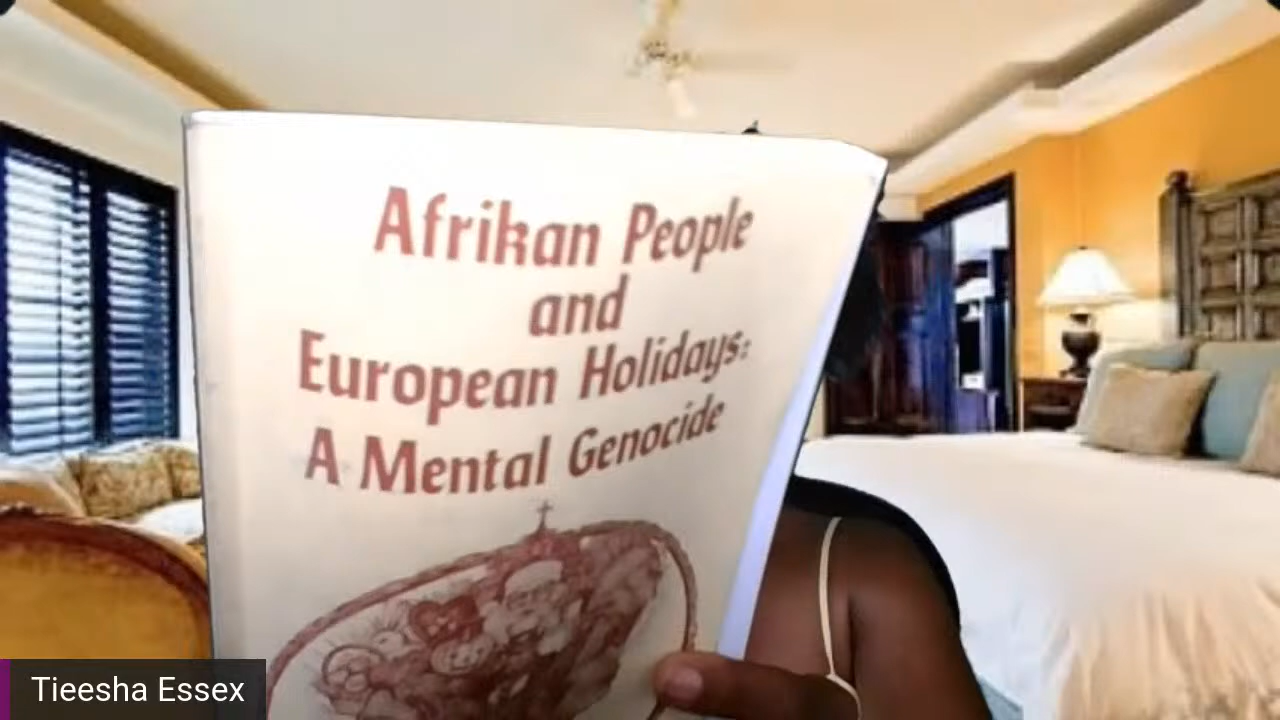 Afrikan People
and
European Holidays:
A Mental Genocide
Tieesha Essex